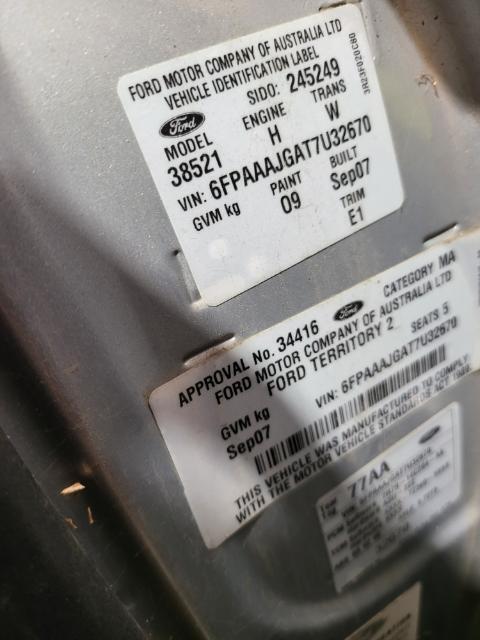 FORD MOTOR COMPANY OF AUSTRALIA LTD
VEHICLE IDENTIFICATION LABEL
3R23F020C80
Ford
SIDO: 245249
MODEL ENGINE TRANS
38521 H W
VIN: 6FPAAAJGAT7U32670
GVM kg PAINT BUILT
09 Sep07
TRIM
E1
APPROVAL No. 34416 Ford CATEGORY MA
FORD MOTOR COMPANY OF AUSTRALIA LTD
FORD TERRITORY 2 SEATS 5
GVM kg VIN: 6FPAAAJGAT7U32670
Sep07
THIS VEHICLE WAS MANUFACTURED TO COMPLY
WITH THE MOTOR VEHICLE STANDARDS ACT 1989.
Ford
77AA